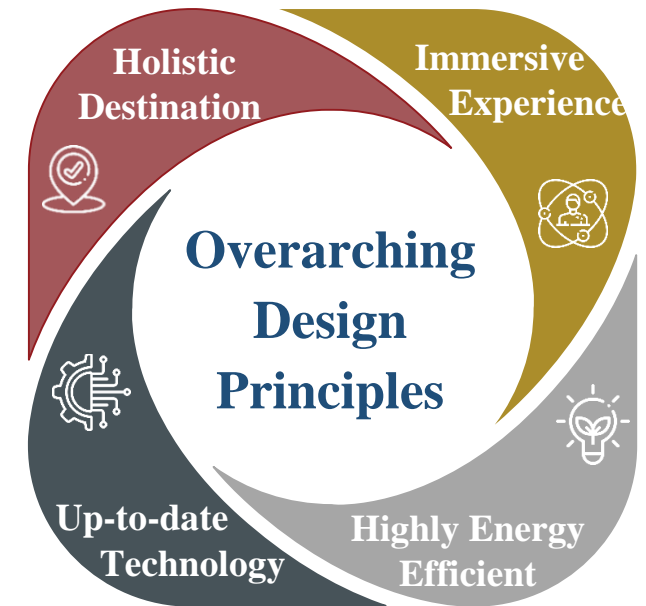 Holistic
Destination
Immersive
Experience
Overarching
Design
Principles
Up-to-date
Technology
Highly Energy
Efficient